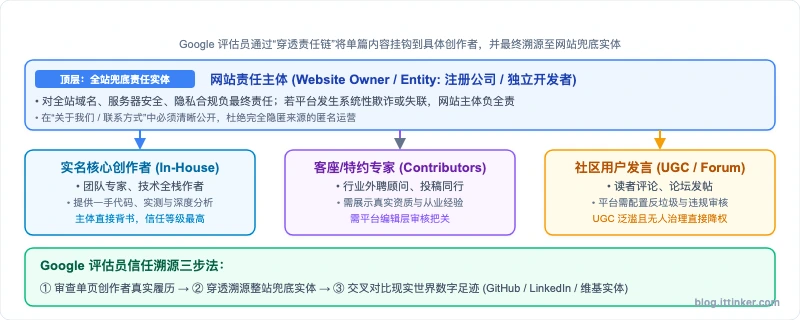 Google 评估员通过“穿透责任链”将单篇内容挂钩到具体创作者，并最终溯源至网站兜底实体
顶层：全站兜底责任实体
网站责任主体 (Website Owner / Entity: 注册公司 / 独立开发者)
• 对全站域名、服务器安全、隐私合规负最终责任；若平台发生系统性欺诈或失联，网站主体负全责
• 在“关于我们 / 联系方式”中必须清晰公开，杜绝完全隐匿来源的匿名运营
实名核心创作者 (In-House)
• 团队专家、技术全栈作者
• 提供一手代码、实测与深度分析
主体直接背书，信任等级最高
客座/特约专家 (Contributors)
• 行业外聘顾问、投稿同行
• 需展示真实资质与从业经验
需平台编辑层审核把关
社区用户发言 (UGC / Forum)
• 读者评论、论坛发帖
• 平台需配置反垃圾与违规审核
UGC 泛滥且无人治理直接降权
Google 评估员信任溯源三步法：
① 审查单页创作者真实履历 → ② 穿透溯源整站兜底实体 → ③ 交叉对比现实世界数字足迹 (GitHub / LinkedIn / 维基实体)
blog.ittinker.com